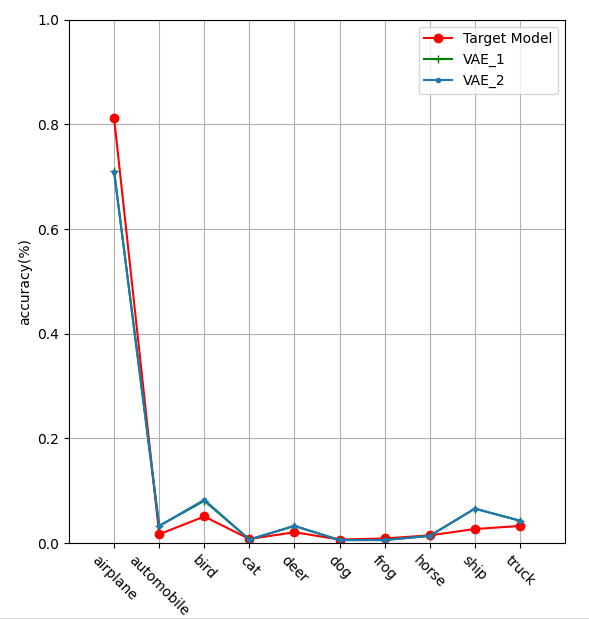 1.0
0.8
0.6
0.4
0.2
0.0
accuracy(%)
Target Model
VAE_1
VAE_2
airplane
automobile
bird
cat
deer
dog
frog
horse
ship
truck